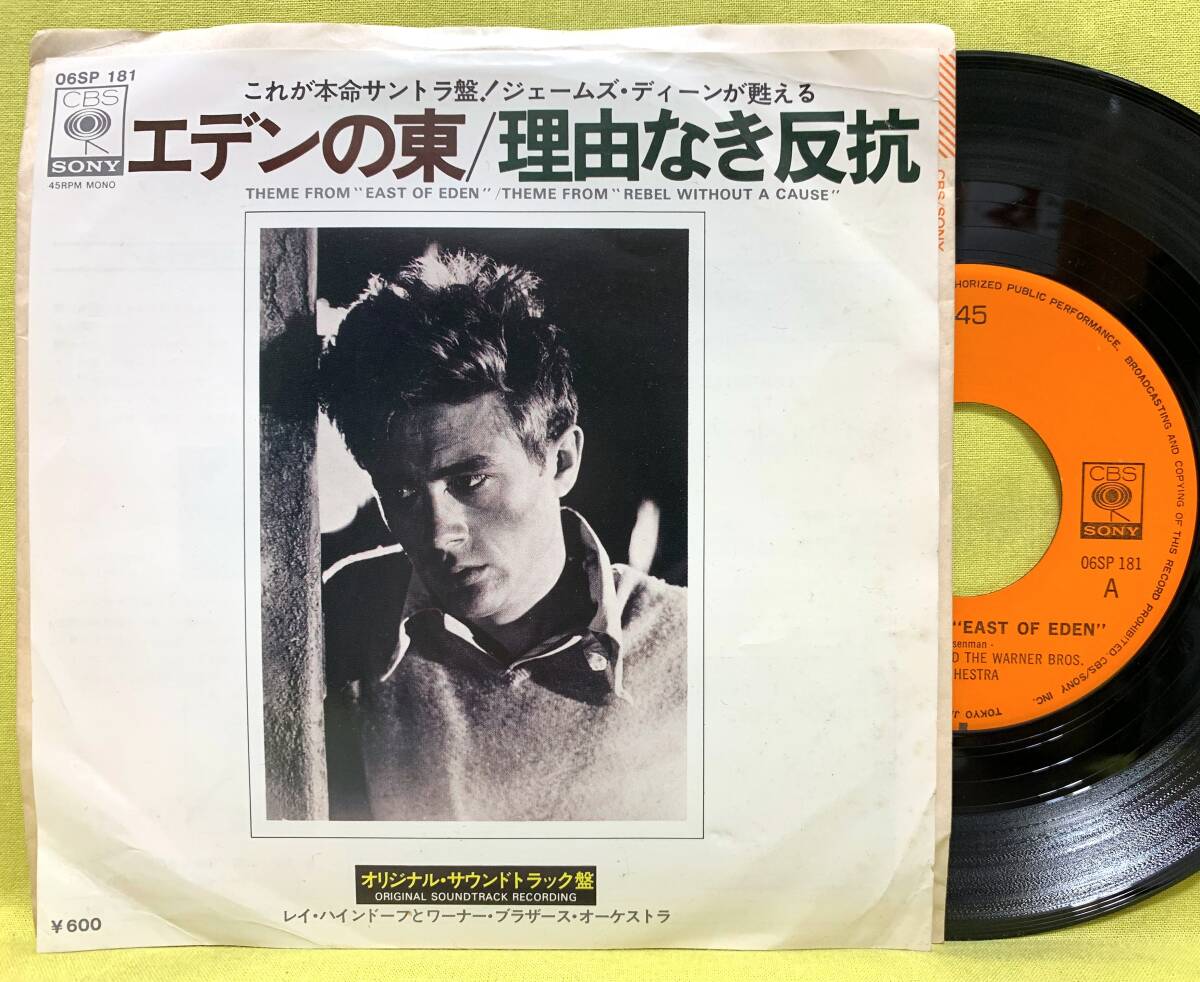 06SP 181
CBS
SONY
45RPM MONO
これが本命サントラ盤!ジェームズ・ディーンが甦える
エデンの東/理由なき反抗
THEME FROM "EAST OF EDEN" / THEME FROM "REBEL WITHOUT A CAUSE"
オリジナル・サウンドトラック盤
ORIGINAL SOUNDTRACK RECORDING
レイ・ハインドーフとワーナー・ブラザース・オーケストラ
¥600
CBS/SONY
HORIZED PUBLIC PERFORMANCE, BROADCASTING AND COPYING OF THIS RECORD PROHIBITED. CBS/SONY INC. TOKYO J
45
CBS
SONY
06SP 181
A
"EAST OF EDEN"
senman -
D THE WARNER BROS.
HESTRA